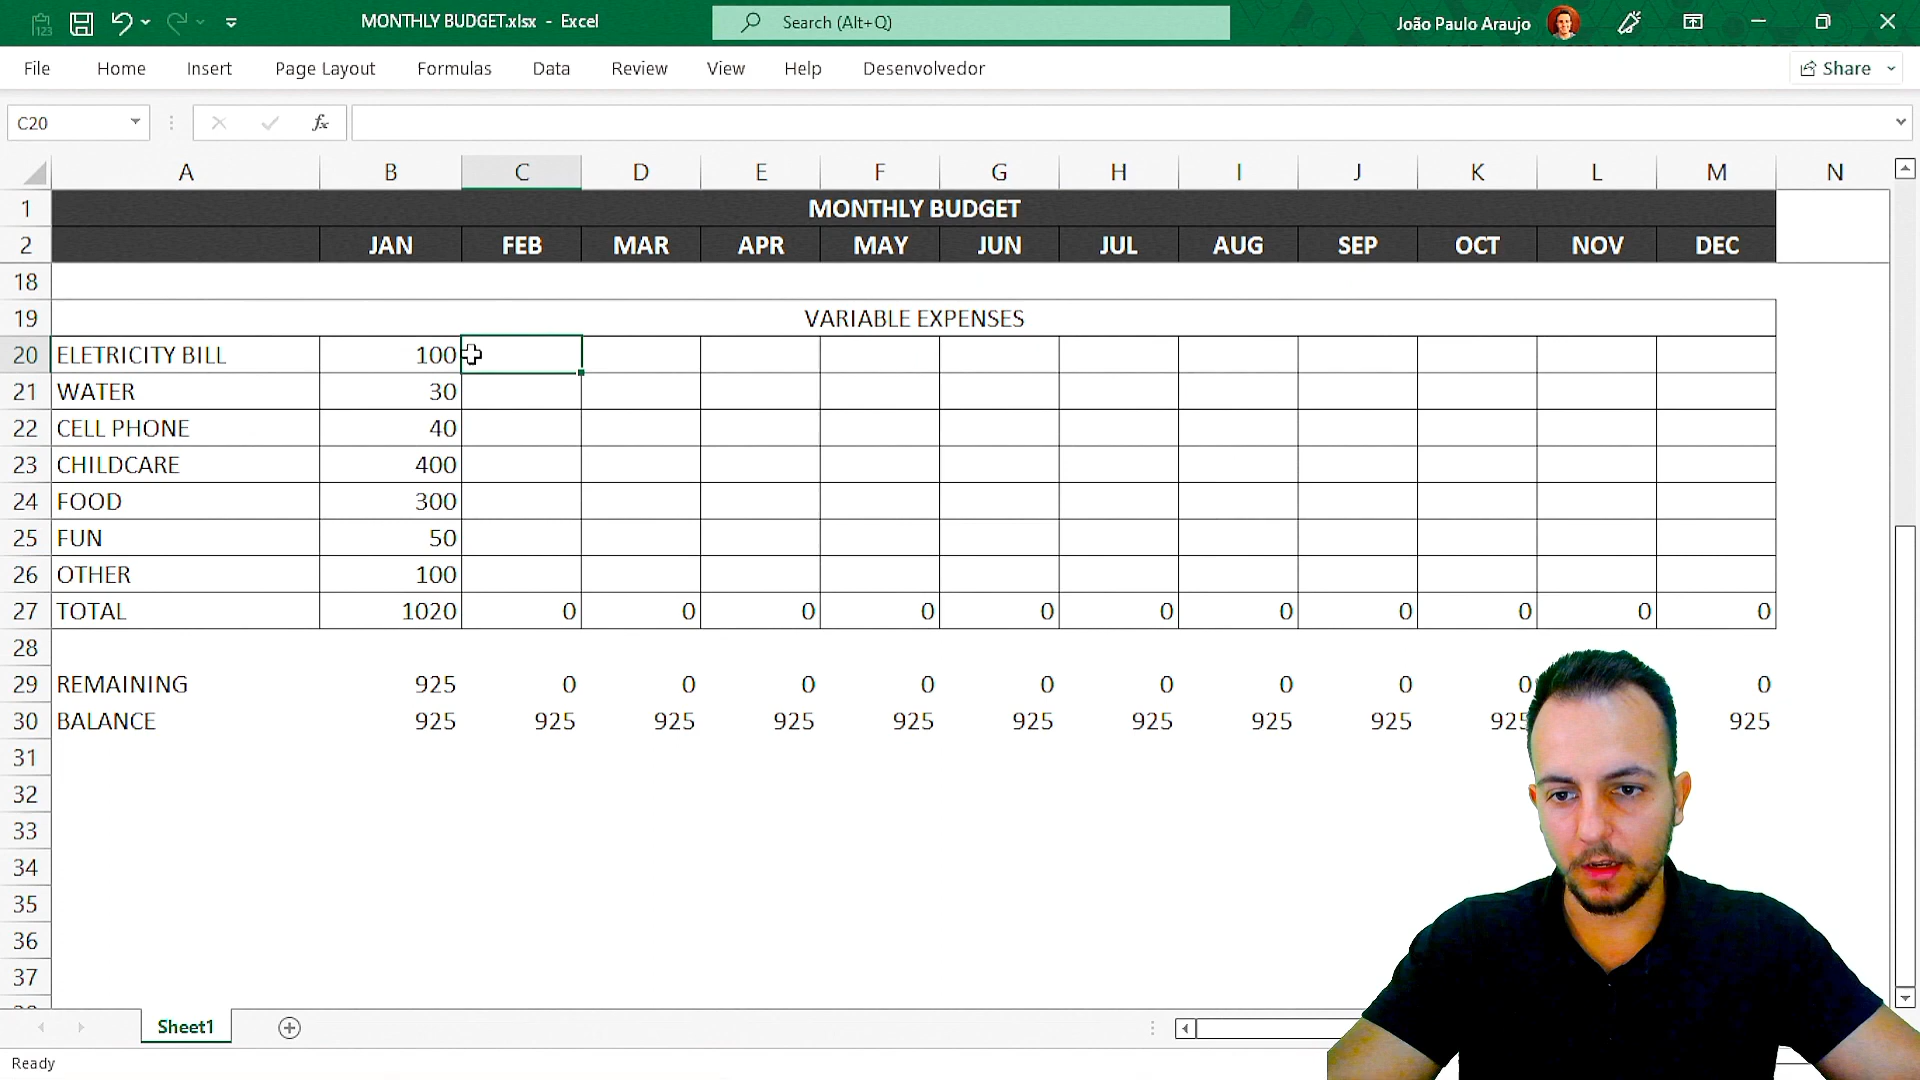 MONTHLY BUDGET.xlsx - Excel
Search (Alt+Q)
João Paulo Araujo
File Home Insert Page Layout Formulas Data Review View Help Desenvolvedor Share
C20 fx
A B C D E F G H I J K L M N
1 MONTHLY BUDGET
2 JAN FEB MAR APR MAY JUN JUL AUG SEP OCT NOV DEC
18
19 VARIABLE EXPENSES
20 ELETRICITY BILL 100
21 WATER 30
22 CELL PHONE 40
23 CHILDCARE 400
24 FOOD 300
25 FUN 50
26 OTHER 100
27 TOTAL 1020 0 0 0 0 0 0 0 0 0 0 0
28
29 REMAINING 925 0 0 0 0 0 0 0 0 0 0
30 BALANCE 925 925 925 925 925 925 925 925 925 925 925
31
32
33
34
35
36
37
Sheet1
Ready